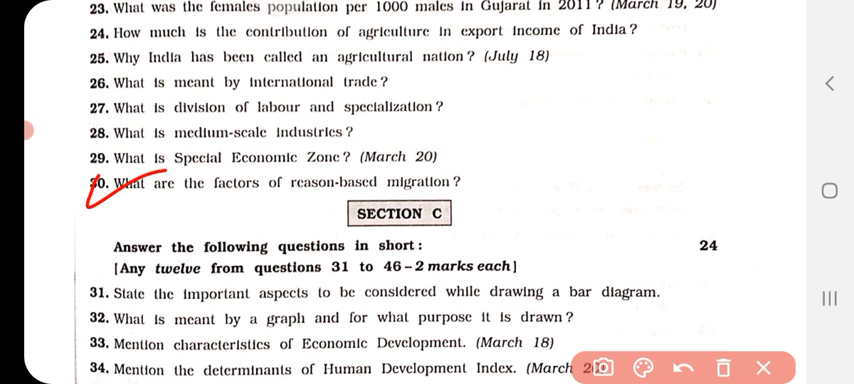 23. What was the females population per 1000 males in Gujarat in 2011? (March 19, 20)
24. How much is the contribution of agriculture in export income of India?
25. Why India has been called an agricultural nation? (July 18)
26. What is meant by international trade?
27. What is division of labour and specialization?
28. What is medium-scale industries?
29. What is Special Economic Zone? (March 20)
30. What are the factors of reason-based migration?
SECTION C
Answer the following questions in short: 24
[Any twelve from questions 31 to 46 – 2 marks each]
31. State the important aspects to be considered while drawing a bar diagram.
32. What is meant by a graph and for what purpose it is drawn?
33. Mention characteristics of Economic Development. (March 18)
34. Mention the determinants of Human Development Index. (March